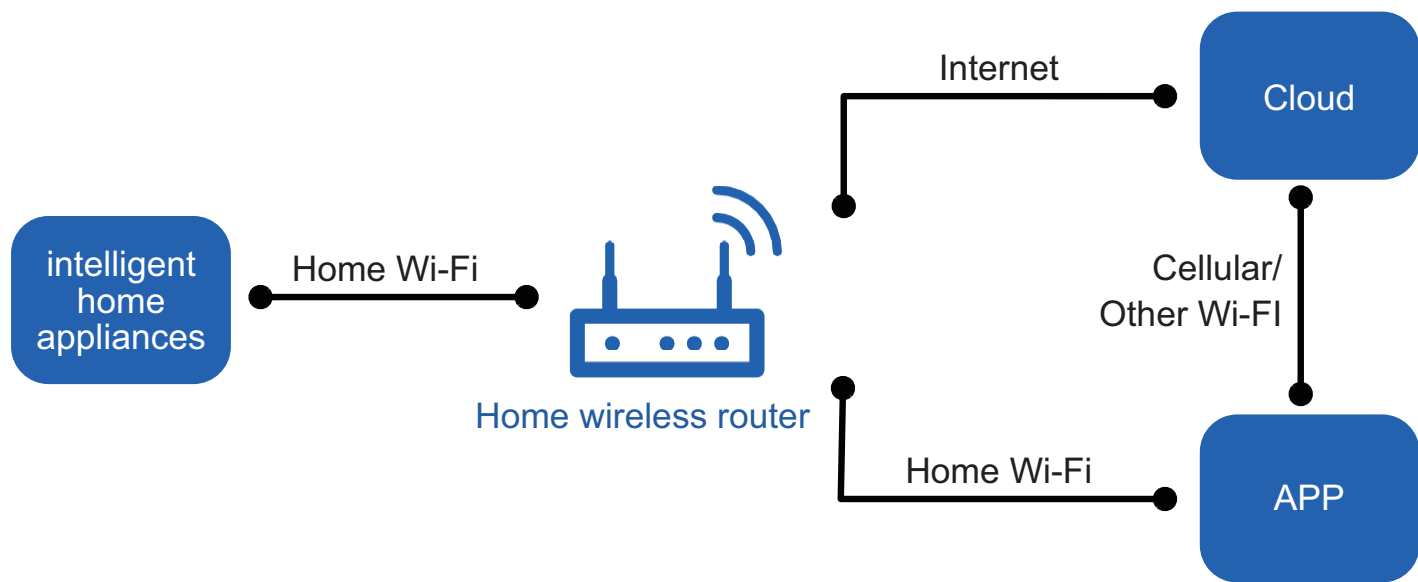 Internet
Cloud
intelligent
home
appliances
Home Wi-Fi
Cellular/
Other Wi-FI
Home wireless router
Home Wi-Fi
APP